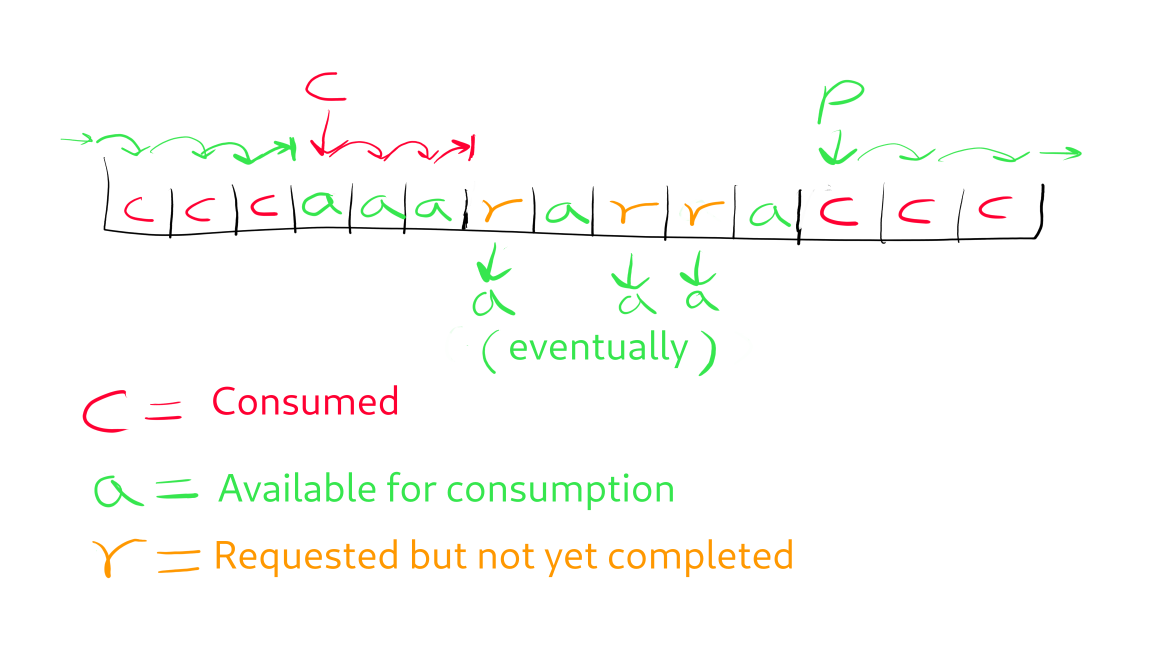 C P
c c c a a a r a r r a c c c
a a a
(eventually)
C = Consumed
a = Available for consumption
r = Requested but not yet completed